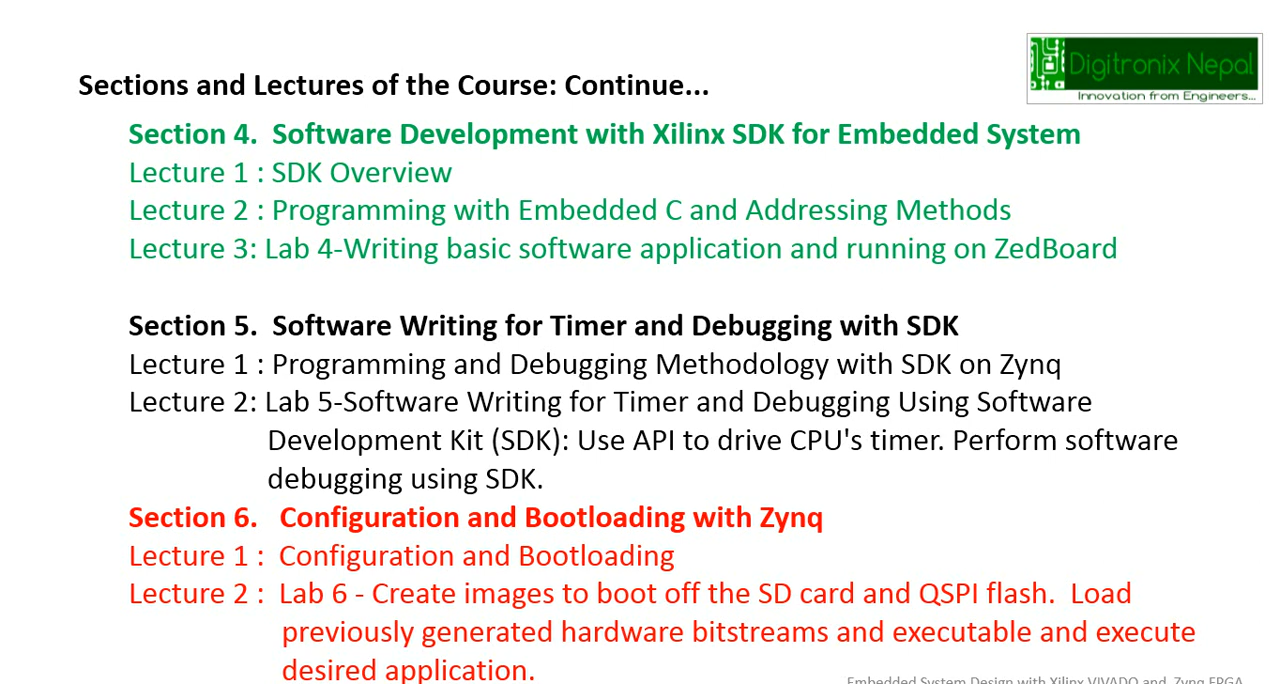 Digitronix Nepal
Innovation from Engineers...
Sections and Lectures of the Course: Continue...
Section 4.  Software Development with Xilinx SDK for Embedded System
Lecture 1 : SDK Overview
Lecture 2 : Programming with Embedded C and Addressing Methods
Lecture 3: Lab 4-Writing basic software application and running on ZedBoard
Section 5.  Software Writing for Timer and Debugging with SDK
Lecture 1 : Programming and Debugging Methodology with SDK on Zynq
Lecture 2: Lab 5-Software Writing for Timer and Debugging Using Software
Development Kit (SDK): Use API to drive CPU's timer. Perform software
debugging using SDK.
Section 6.   Configuration and Bootloading with Zynq
Lecture 1 :  Configuration and Bootloading
Lecture 2 :  Lab 6 - Create images to boot off the SD card and QSPI flash.  Load
previously generated hardware bitstreams and executable and execute
desired application.
Embedded System Design with Xilinx VIVADO and  Zynq FPGA